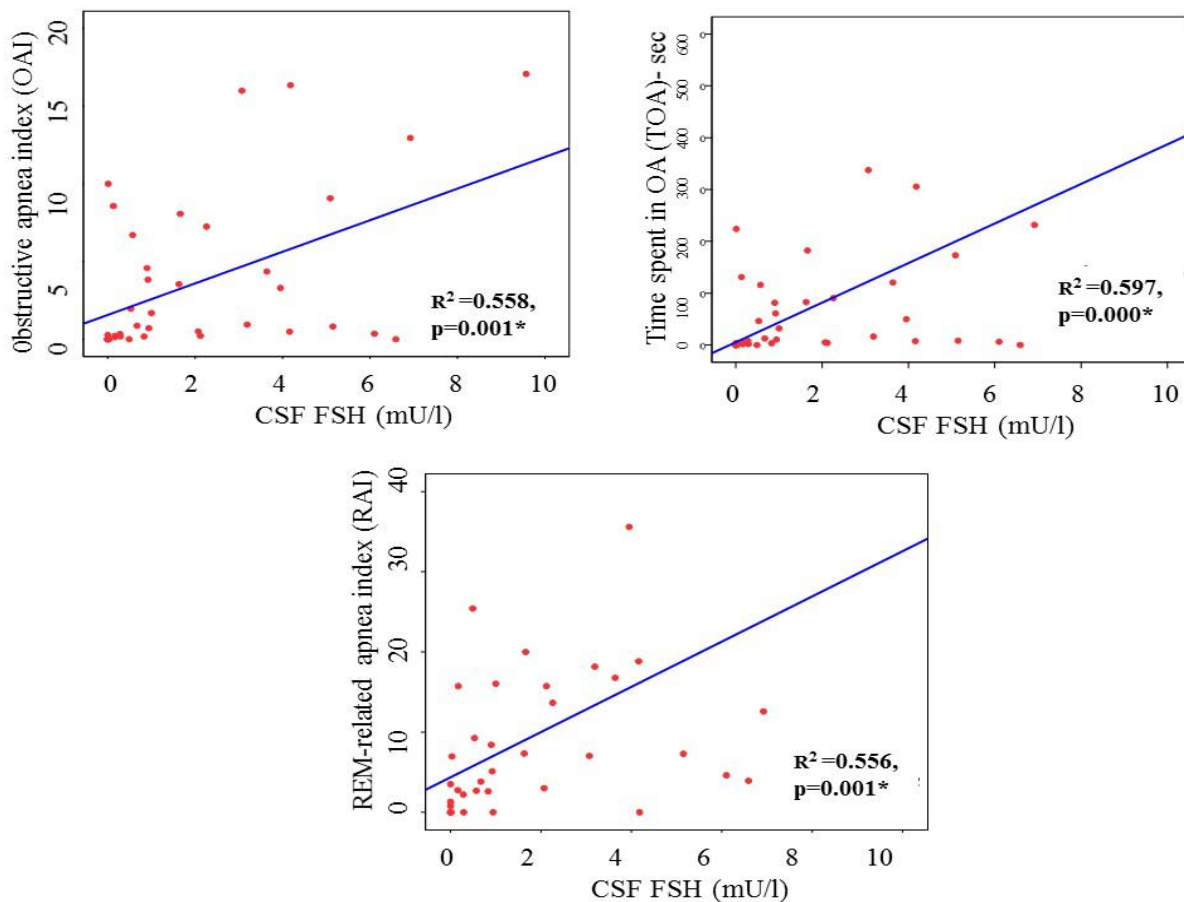 0bstructive apnea index (OAI)
20
15
10
5
0
R² =0.558,
p=0.001*
0 2 4 6 8 10
CSF FSH (mU/l)
Time spent in OA (TOA)- sec
600
500
400
300
200
100
0
R² =0.597,
p=0.000*
0 2 4 6 8 10
CSF FSH (mU/l)
REM-related apnea index (RAI)
40
30
20
10
0
R² =0.556,
p=0.001*
0 2 4 6 8 10
CSF FSH (mU/l)